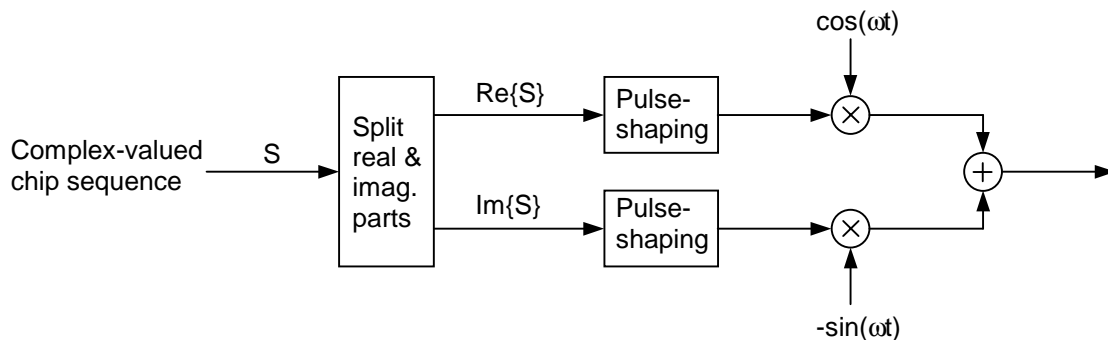 cos(ωt)
Complex-valued
chip sequence
S
Split
real &
imag.
parts
Re{S}
Pulse-
shaping
Im{S}
Pulse-
shaping
-sin(ωt)